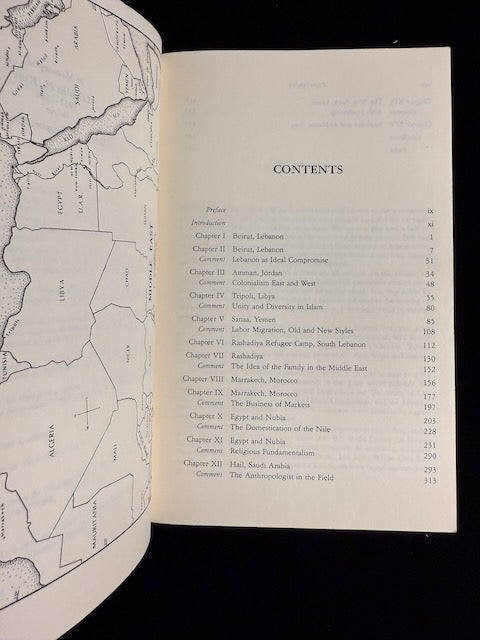 SAUDI
ARABIA
YEMEN
RED
EGYPT
U.A.R.
SUDAN
MIDDLE EAST
LIBYA
CHAD
NIGER
TUNISIA
ALGERIA
MALI
MAURITANIA
CONTENTS
Preface ix
Introduction xi
Chapter I Beirut, Lebanon 1
Chapter II Beirut, Lebanon 7
Comment Lebanon as Ideal Compromise 31
Chapter III Amman, Jordan 34
Comment Colonialism East and West 48
Chapter IV Tripoli, Libya 55
Comment Unity and Diversity in Islam 80
Chapter V Sanaa, Yemen 85
Comment Labor Migration, Old and New Styles 108
Chapter VI Rashadiya Refugee Camp, South Lebanon 112
Chapter VII Rashadiya 130
Comment The Idea of the Family in the Middle East 152
Chapter VIII Marrakech, Morocco 156
Chapter IX Marrakech, Morocco 177
Comment The Business of Markets 197
Chapter X Egypt and Nubia 203
Comment The Domestication of the Nile 228
Chapter XI Egypt and Nubia 231
Comment Religious Fundamentalism 290
Chapter XII Hail, Saudi Arabia 293
Comment The Anthropologist in the Field 313